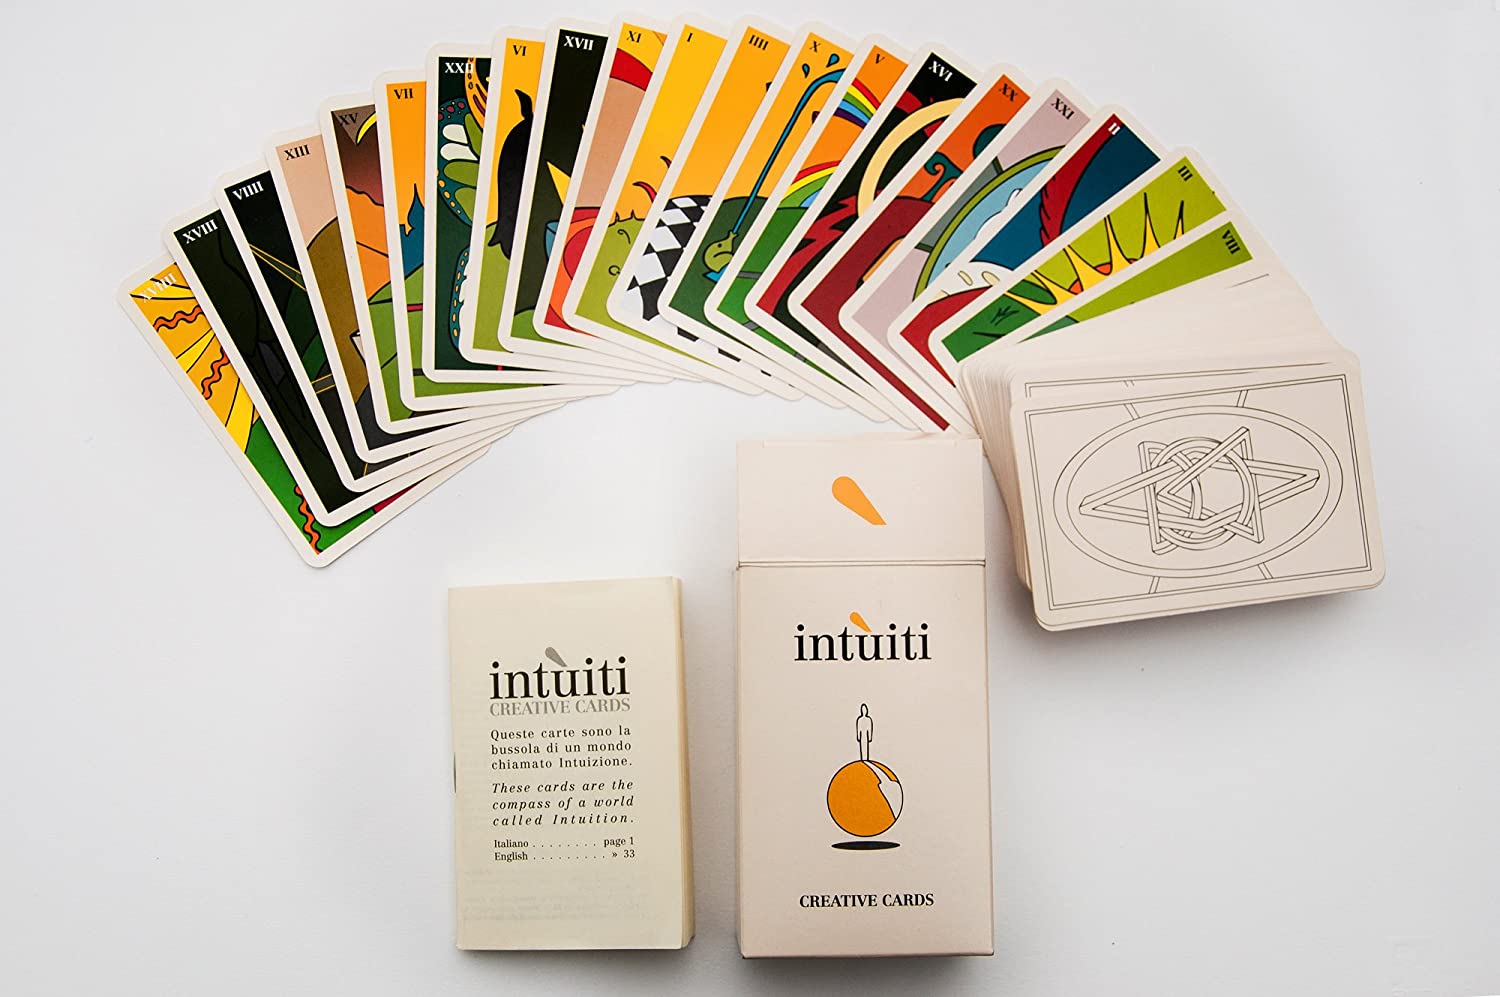 XVIIII
XVIII
VIIII
XIII
XV
VII
XXII
VI
XVII
XI
I
IIII
X
V
XVI
XX
XXI
II
III
VIII
intùiti
CREATIVE CARDS
Queste carte sono la
bussola di un mondo
chiamato Intuizione.
These cards are the
compass of a world
called Intuition.
Italiano . . . . . . . . page 1
English . . . . . . . . . » 33
intùiti
CREATIVE CARDS